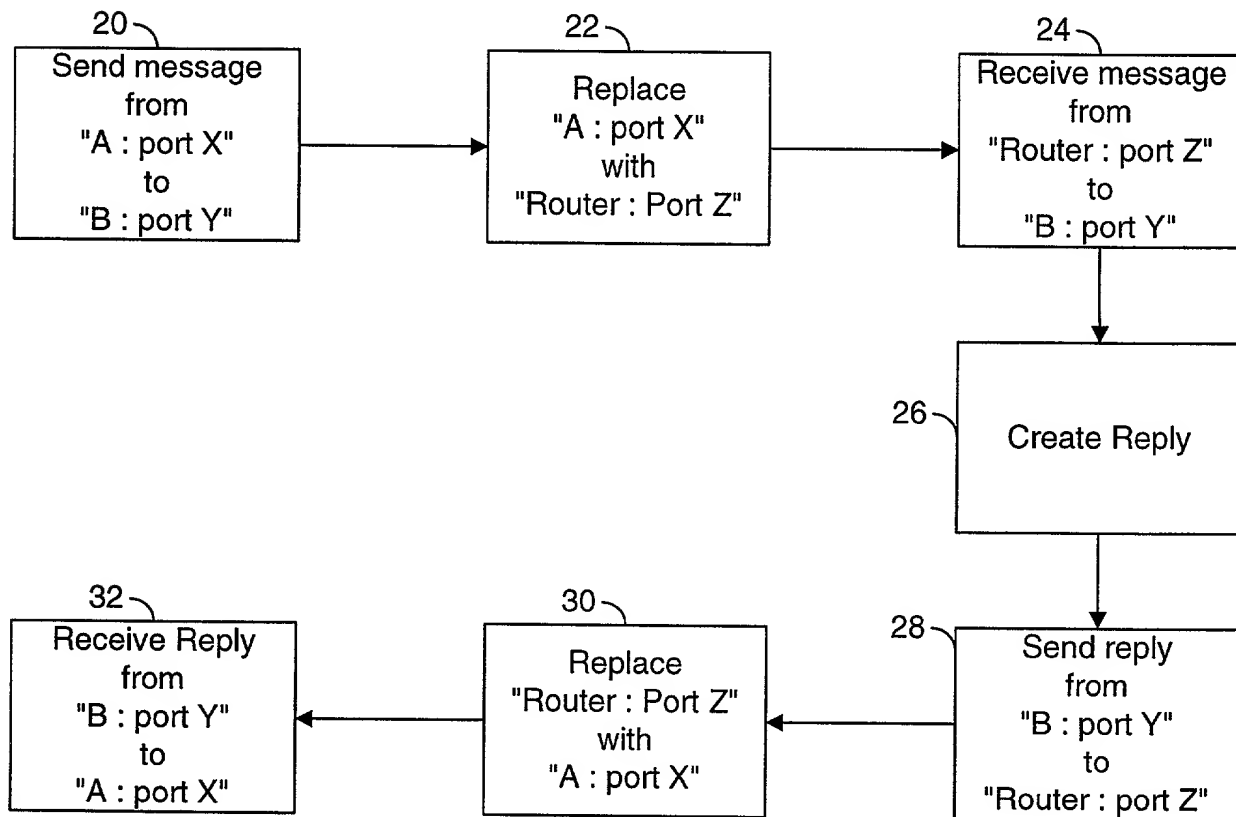 20
Send message
from
"A : port X"
to
"B : port Y"
22
Replace
"A : port X"
with
"Router : Port Z"
24
Receive message
from
"Router : port Z"
to
"B : port Y"
26
Create Reply
28
Send reply
from
"B : port Y"
to
"Router : port Z"
30
Replace
"Router : Port Z"
with
"A : port X"
32
Receive Reply
from
"B : port Y"
to
"A : port X"